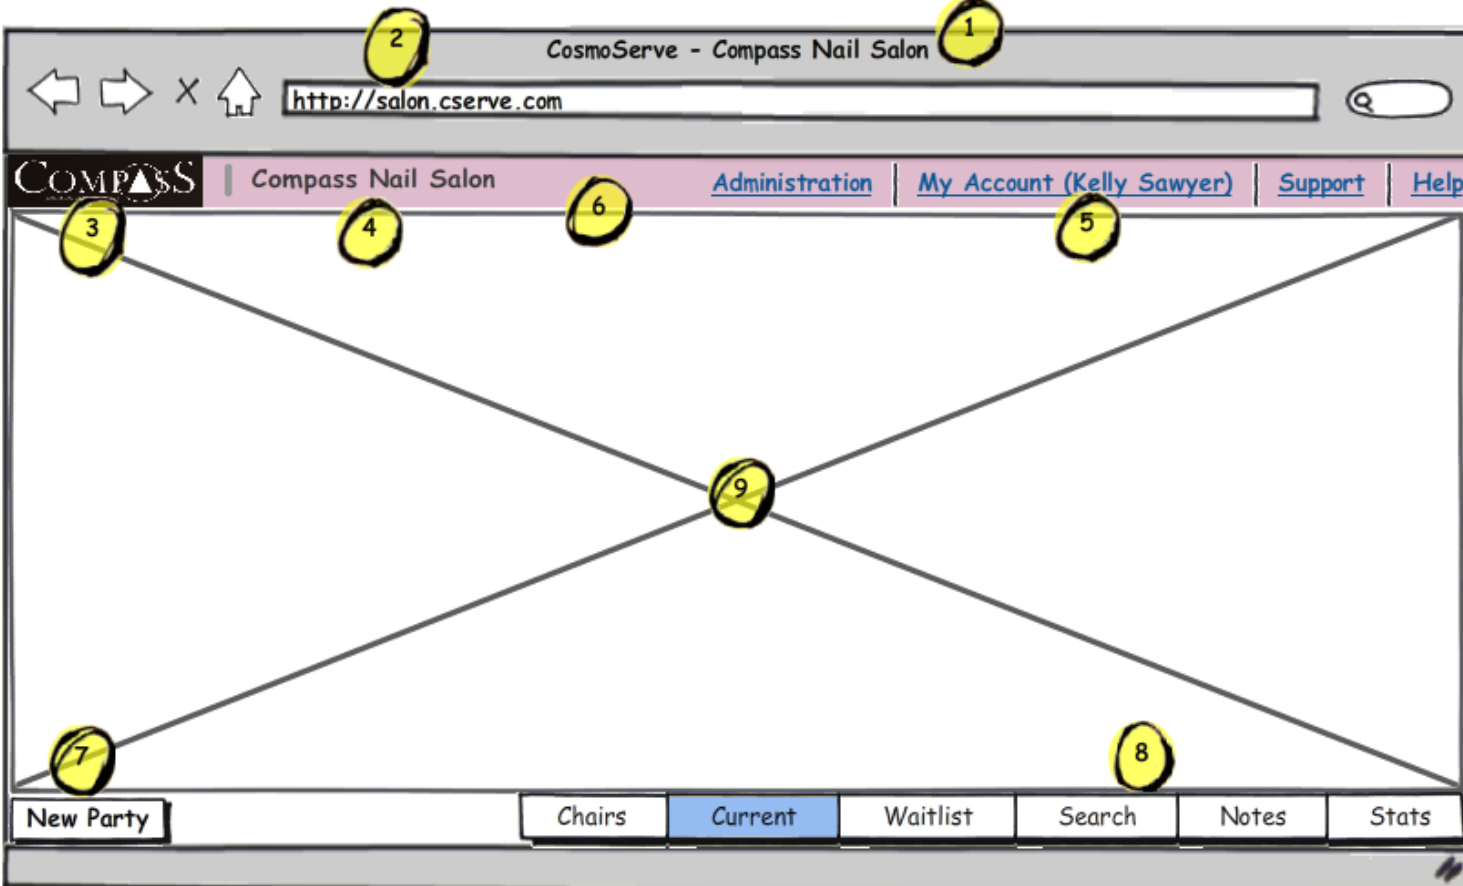 1
2
CosmoServe - Compass Nail Salon
http://salon.cserve.com
COMPASS
Compass Nail Salon
Administration
My Account (Kelly Sawyer)
Support
Help
3
4
6
5
9
7
8
New Party
Chairs
Current
Waitlist
Search
Notes
Stats